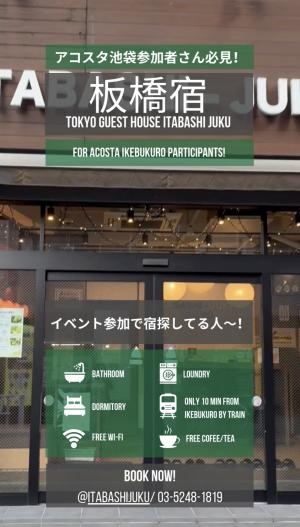 アコスタ池袋参加者さん必見！
板橋宿
TOKYO GUEST HOUSE ITABASHI JUKU
FOR ACOSTA IKEBUKURO PARTICIPANTS!
イベント参加で宿探してる人〜！
BATHROOM
LOUNDRY
DORMITORY
ONLY 10 MIN FROM
IKEBUKURO BY TRAIN
FREE WI-FI
FREE COFEE/TEA
BOOK NOW!
@ITABASHIJUKU/ 03-5248-1819